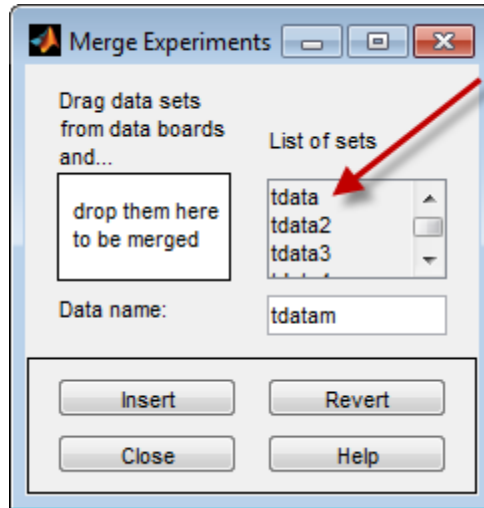 Merge Experiments
Drag data sets
from data boards
and...
List of sets
drop them here
to be merged
tdata
tdata2
tdata3
Data name:
tdatam
Insert
Revert
Close
Help